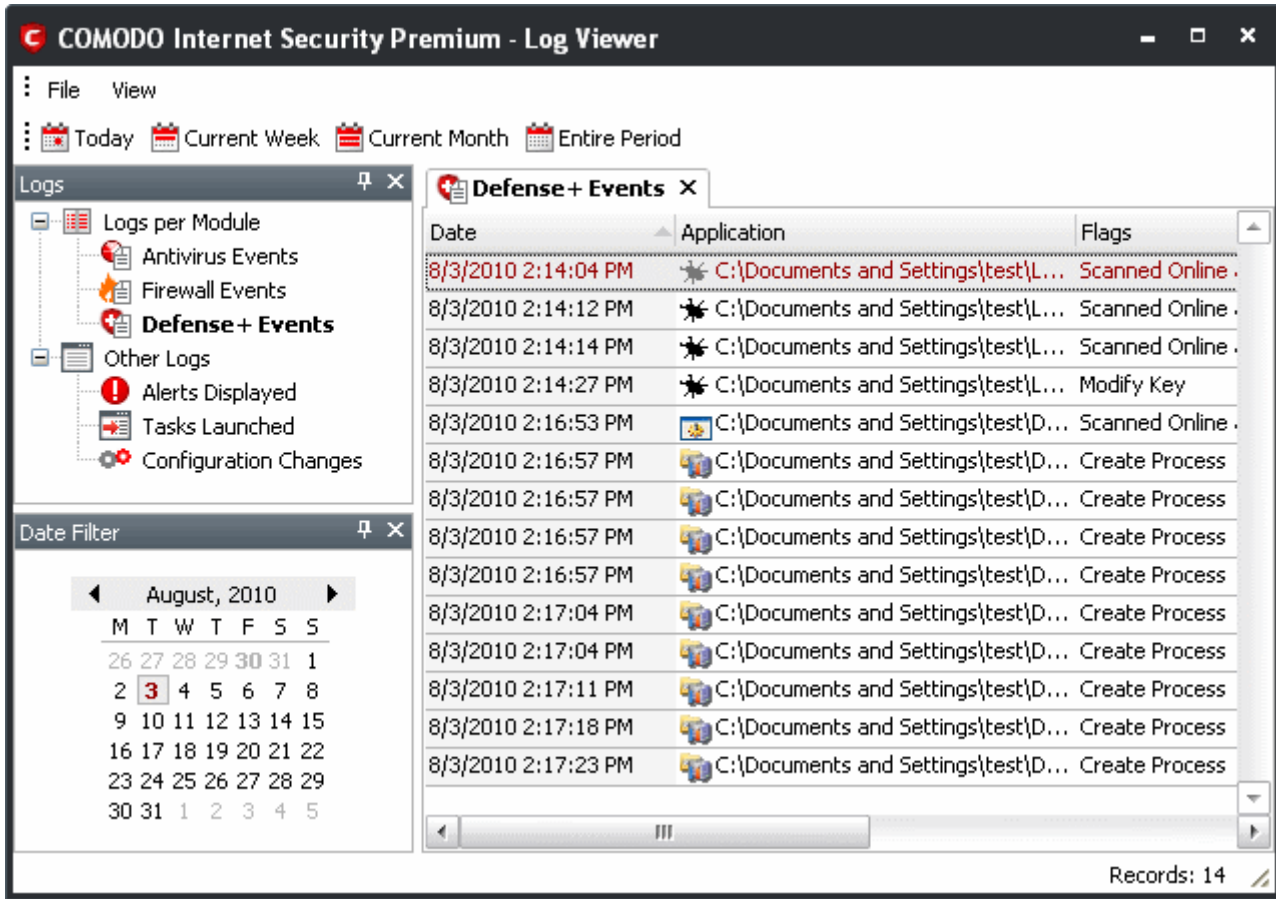 COMODO Internet Security Premium - Log Viewer
File View
Today Current Week Current Month Entire Period
Logs
Logs per Module
Antivirus Events
Firewall Events
Defense+ Events
Other Logs
Alerts Displayed
Tasks Launched
Configuration Changes
Date Filter
August, 2010
M T W T F S S
26 27 28 29 30 31 1
2 3 4 5 6 7 8
9 10 11 12 13 14 15
16 17 18 19 20 21 22
23 24 25 26 27 28 29
30 31 1 2 3 4 5
Defense+ Events
Date Application Flags
8/3/2010 2:14:04 PM C:\Documents and Settings\test\L... Scanned Online
8/3/2010 2:14:12 PM C:\Documents and Settings\test\L... Scanned Online
8/3/2010 2:14:14 PM C:\Documents and Settings\test\L... Scanned Online
8/3/2010 2:14:27 PM C:\Documents and Settings\test\L... Modify Key
8/3/2010 2:16:53 PM C:\Documents and Settings\test\D... Scanned Online
8/3/2010 2:16:57 PM C:\Documents and Settings\test\D... Create Process
8/3/2010 2:16:57 PM C:\Documents and Settings\test\D... Create Process
8/3/2010 2:16:57 PM C:\Documents and Settings\test\D... Create Process
8/3/2010 2:16:57 PM C:\Documents and Settings\test\D... Create Process
8/3/2010 2:17:04 PM C:\Documents and Settings\test\D... Create Process
8/3/2010 2:17:04 PM C:\Documents and Settings\test\D... Create Process
8/3/2010 2:17:11 PM C:\Documents and Settings\test\D... Create Process
8/3/2010 2:17:18 PM C:\Documents and Settings\test\D... Create Process
8/3/2010 2:17:23 PM C:\Documents and Settings\test\D... Create Process
Records: 14